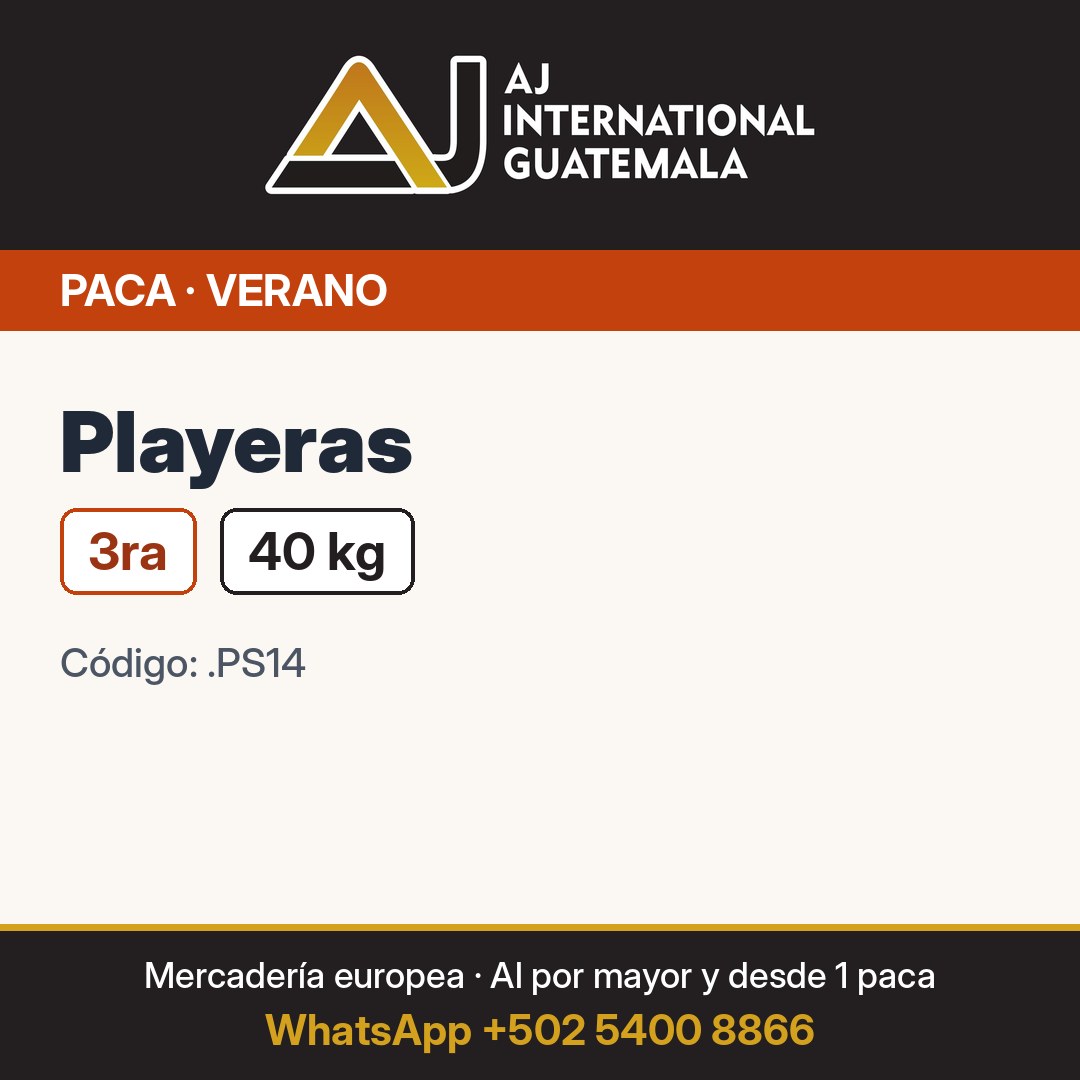 AJ
AJ
INTERNATIONAL
GUATEMALA
PACA · VERANO
Playeras
3ra
40 kg
Código: .PS14
Mercadería europea · Al por mayor y desde 1 paca
WhatsApp +502 5400 8866